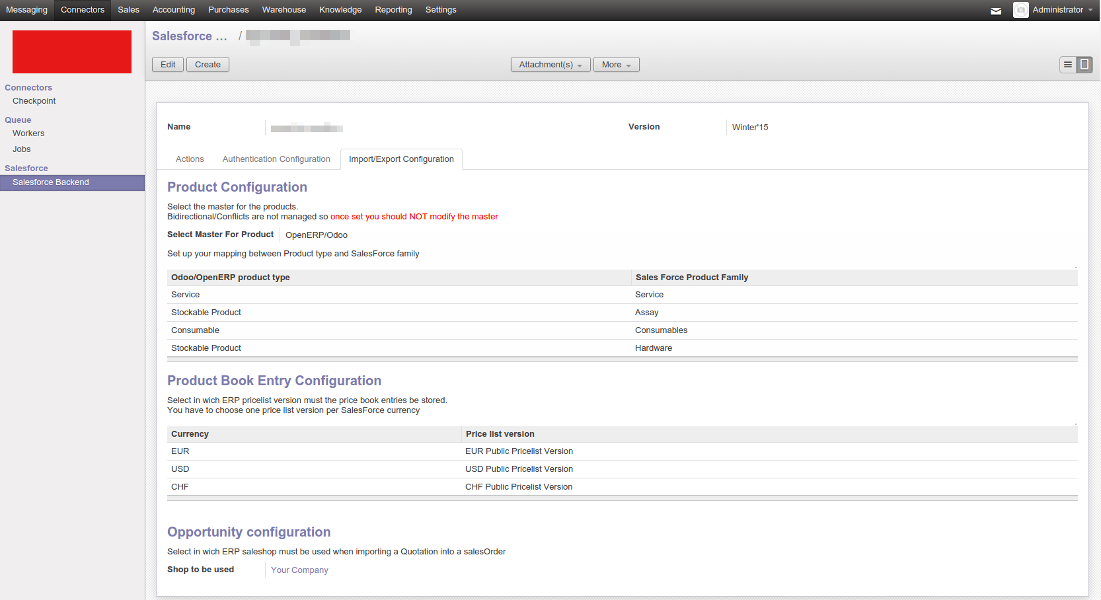 Messaging Connectors Sales Accounting Purchases Warehouse Knowledge Reporting Settings Administrator
Salesforce ... /
Edit Create Attachment(s) More
Connectors
Checkpoint
Queue
Workers
Jobs
Salesforce
Salesforce Backend
Name Version Winter'15
Actions Authentication Configuration Import/Export Configuration
Product Configuration
Select the master for the products.
Bidirectional/Conflicts are not managed so once set you should NOT modify the master
Select Master For Product OpenERP/Odoo
Set up your mapping between Product type and SalesForce family
Odoo/OpenERP product type Sales Force Product Family
Service Service
Stockable Product Assay
Consumable Consumables
Stockable Product Hardware
Product Book Entry Configuration
Select in wich ERP pricelist version must the price book entries be stored.
You have to choose one price list version per SalesForce currency
Currency Price list version
EUR EUR Public Pricelist Version
USD USD Public Pricelist Version
CHF CHF Public Pricelist Version
Opportunity configuration
Select in wich ERP saleshop must be used when importing a Quotation into a salesOrder
Shop to be used Your Company